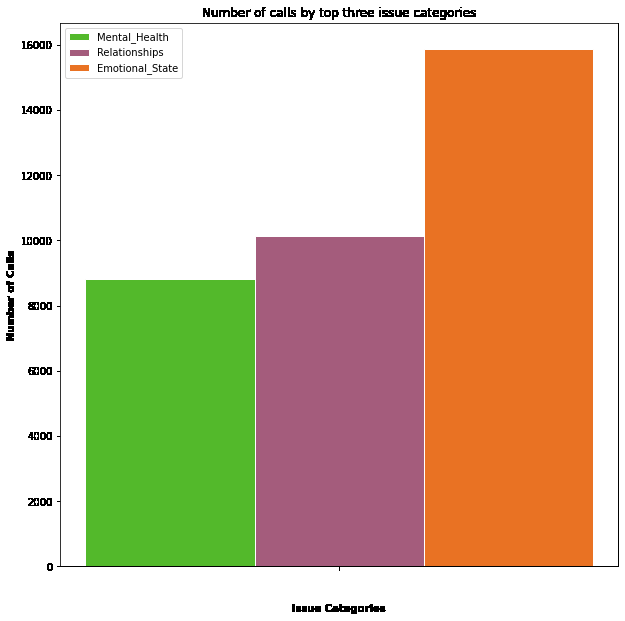 Number of calls by top three issue categories
Mental_Health
Relationships
Emotional_State
16000
14000
12000
10000
8000
6000
4000
2000
0
Number of Calls
Issue Categories